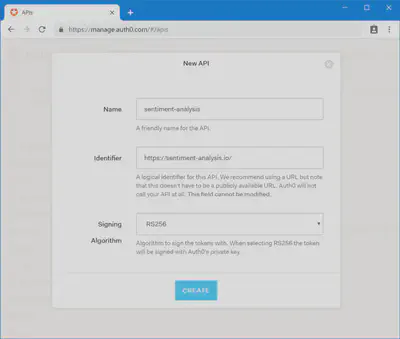 APIs
https://manage.auth0.com/#/apis
New API
Name
sentiment-analysis
A friendly name for the API.
Identifier
https://sentiment-analysis.io/
A logical identifier for this API. We recommend using a URL but note
that this doesn't have to be a publicly available URL, Auth0 will not
call your API at all. This field cannot be modified.
Signing
Algorithm
RS256
Algorithm to sign the tokens with. When selecting RS256 the token
will be signed with Auth0's private key.
CREATE